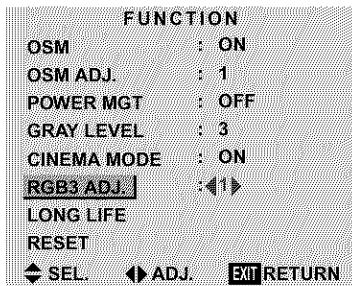 FUNCTION
OSM : ON
OSM ADJ. : 1
POWER MGT : OFF
GRAY LEVEL : 3
CINEMA MODE : ON
RGB3 ADJ. : 1
LONG LIFE
RESET
SEL. ADJ. EXIT RETURN